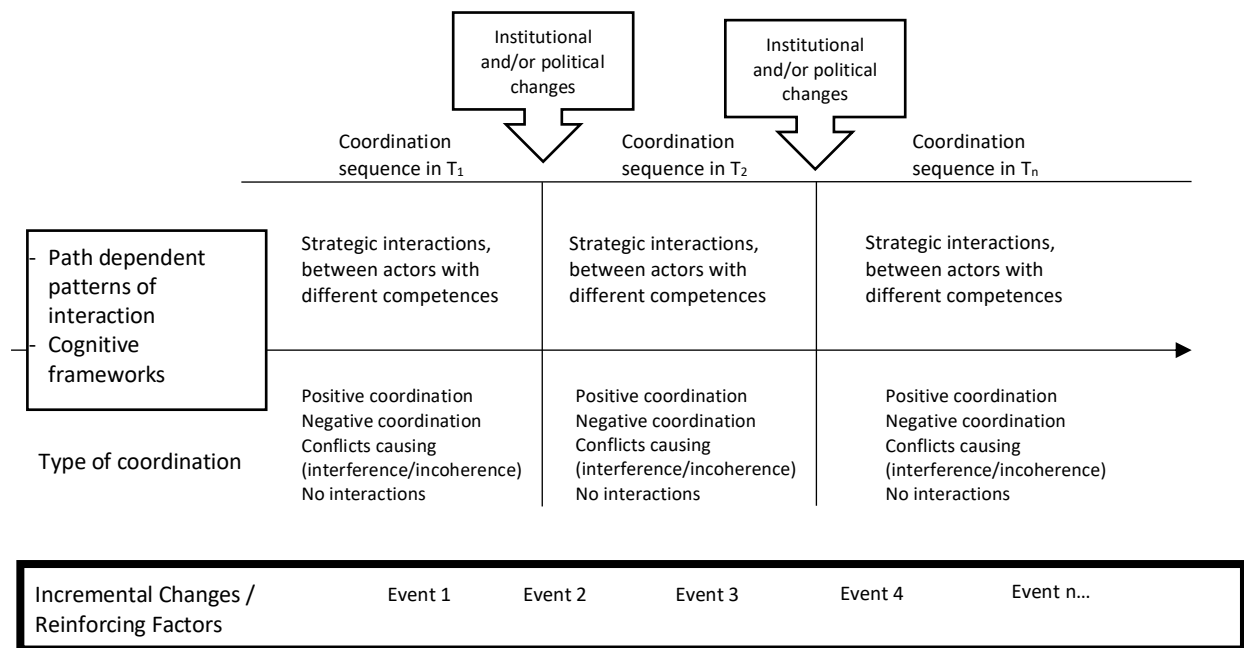 Institutional
and/or political
changes
Institutional
and/or political
changes
Coordination
sequence in T₁
Coordination
sequence in T₂
Coordination
sequence in Tₙ
- Path dependent
patterns of
interaction
- Cognitive
frameworks
Strategic interactions,
between actors with
different competences
Strategic interactions,
between actors with
different competences
Strategic interactions,
between actors with
different competences
Type of coordination
Positive coordination
Negative coordination
Conflicts causing
(interference/incoherence)
No interactions
Positive coordination
Negative coordination
Conflicts causing
(interference/incoherence)
No interactions
Positive coordination
Negative coordination
Conflicts causing
(interference/incoherence)
No interactions
Incremental Changes /
Reinforcing Factors
Event 1
Event 2
Event 3
Event 4
Event n...